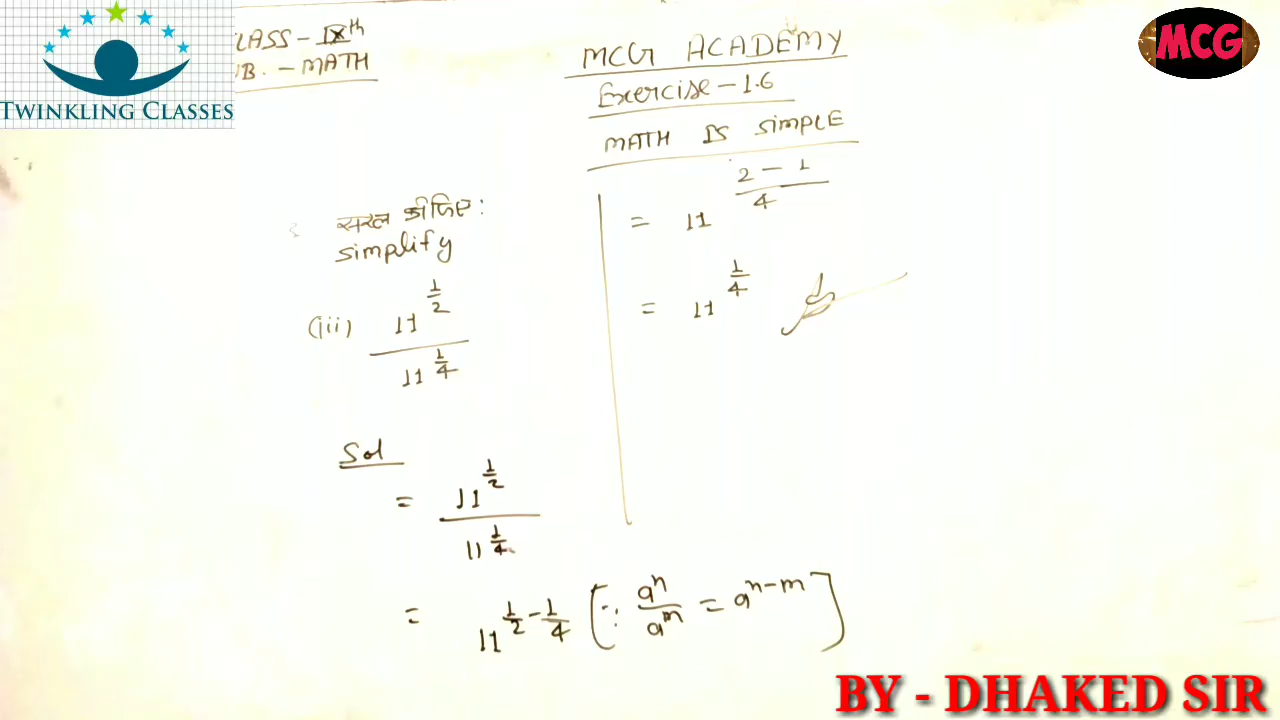 TWINKLING CLASSES
CLASS - IXth
UB. - MATH
MCG ACADEMY
Exercise - 1.6
MATH IS SIMPLE
MCG
सरल कीजिए:
simplify
(iii) 11^(1/2) / 11^(1/4)
Sol
= 11^(1/2) / 11^(1/4)
= 11^(1/2 - 1/4) [∵ a^n / a^m = a^(n-m)]
= 11^((2 - 1)/4)
= 11^(1/4)
BY - DHAKED SIR